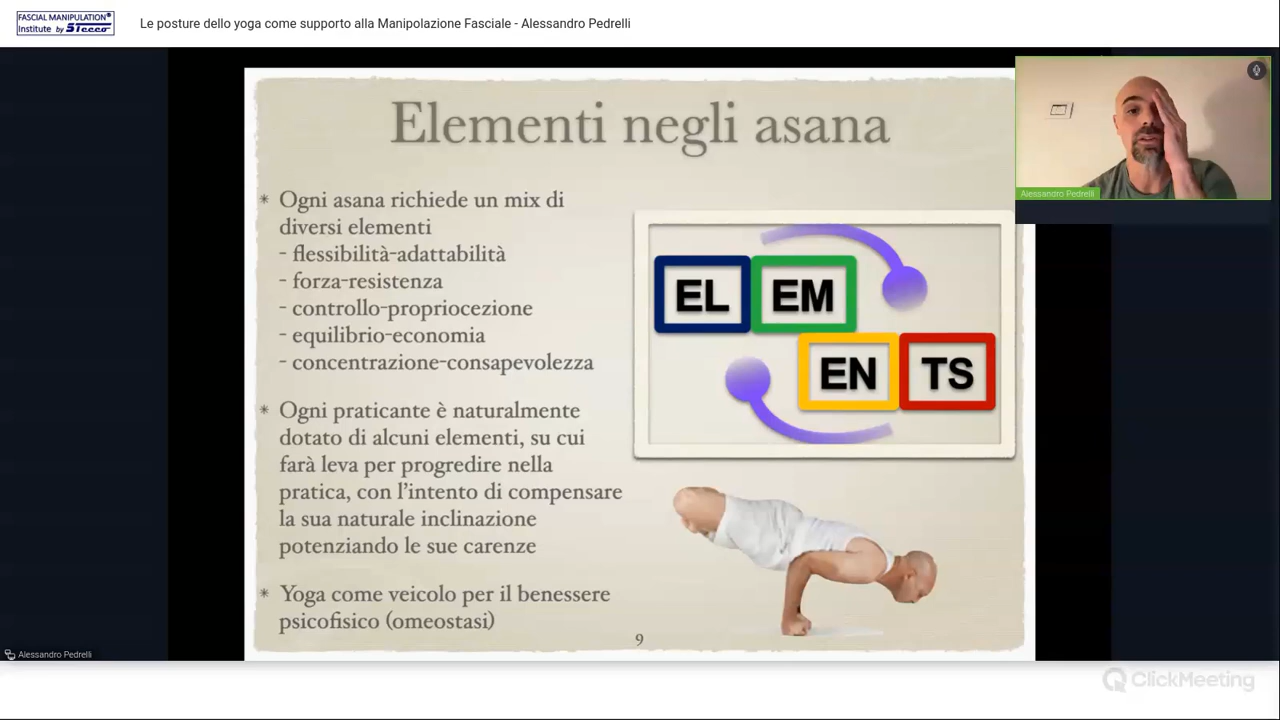 FASCIAL MANIPULATION®
Institute by Stecco
Le posture dello yoga come supporto alla Manipolazione Fasciale - Alessandro Pedrelli
Elementi negli asana
* Ogni asana richiede un mix di
diversi elementi
- flessibilità-adattabilità
- forza-resistenza
- controllo-propriocezione
- equilibrio-economia
- concentrazione-consapevolezza
* Ogni praticante è naturalmente
dotato di alcuni elementi, su cui
farà leva per progredire nella
pratica, con l'intento di compensare
la sua naturale inclinazione
potenziando le sue carenze
* Yoga come veicolo per il benessere
psicofisico (omeostasi)
EL EM
EN TS
9
Alessandro Pedrelli
Alessandro Pedrelli
ClickMeeting